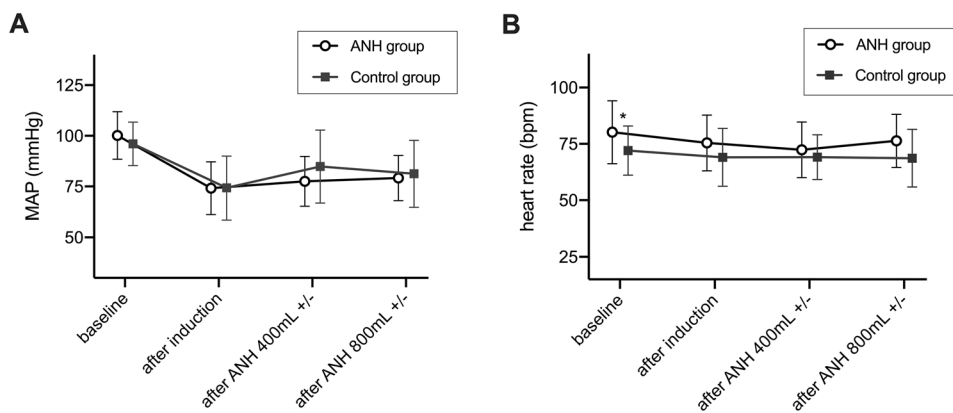 A
ANH group
Control group
MAP (mmHg)
125
100
75
50
baseline
after induction
after ANH 400mL +/-
after ANH 800mL +/-
B
ANH group
Control group
heart rate (bpm)
100
75
50
25
*
baseline
after induction
after ANH 400mL +/-
after ANH 800mL +/-